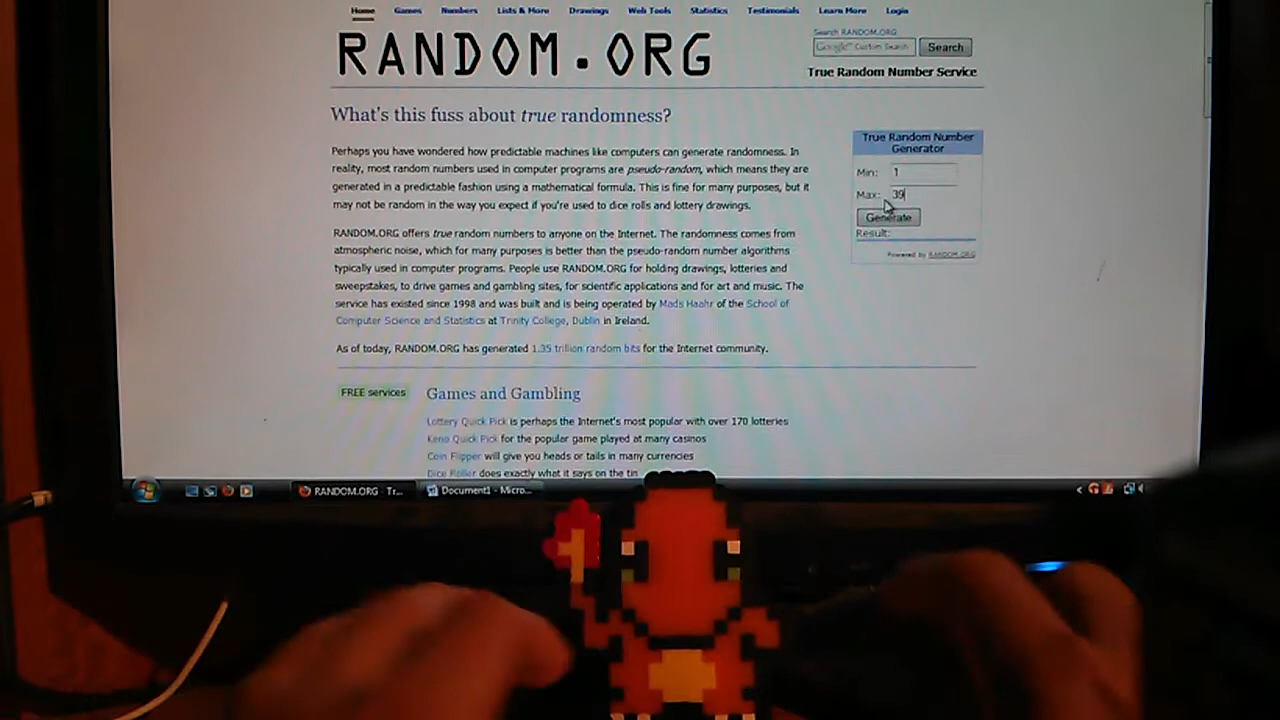 Home Games Numbers Lists & More Drawings Web Tools Statistics Testimonials Learn More Login
RANDOM.ORG
Search RANDOM.ORG
Google™ Custom Search Search
True Random Number Service
What's this fuss about true randomness?
Perhaps you have wondered how predictable machines like computers can generate randomness. In
reality, most random numbers used in computer programs are pseudo-random, which means they are
generated in a predictable fashion using a mathematical formula. This is fine for many purposes, but it
may not be random in the way you expect if you're used to dice rolls and lottery drawings.
RANDOM.ORG offers true random numbers to anyone on the Internet. The randomness comes from
atmospheric noise, which for many purposes is better than the pseudo-random number algorithms
typically used in computer programs. People use RANDOM.ORG for holding drawings, lotteries and
sweepstakes, to drive games and gambling sites, for scientific applications and for art and music. The
service has existed since 1998 and was built and is being operated by Mads Haahr of the School of
Computer Science and Statistics at Trinity College, Dublin in Ireland.
As of today, RANDOM.ORG has generated 1.35 trillion random bits for the Internet community.
True Random Number
Generator
Min: 1
Max: 39
Generate
Result:
Powered by RANDOM.ORG
FREE services
Games and Gambling
Lottery Quick Pick is perhaps the Internet's most popular with over 170 lotteries
Keno Quick Pick for the popular game played at many casinos
Coin Flipper will give you heads or tails in many currencies
Dice Roller does exactly what it says on the tin
RANDOM.ORG - Tr... Document1 - Micro...